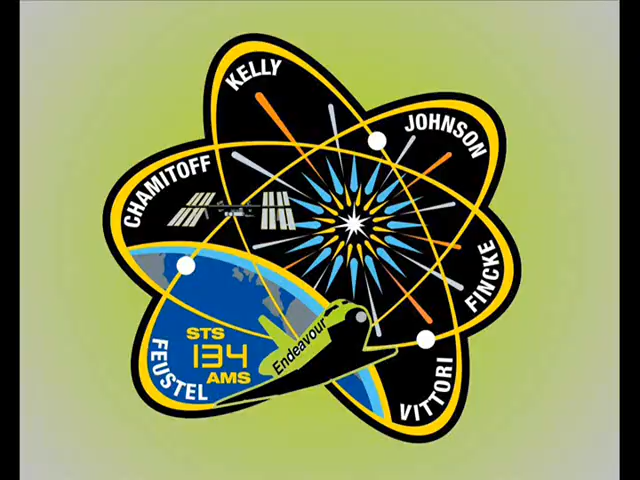 KELLY
JOHNSON
CHAMITOFF
FINCKE
Endeavour
STS
134
AMS
FEUSTEL
VITTORI